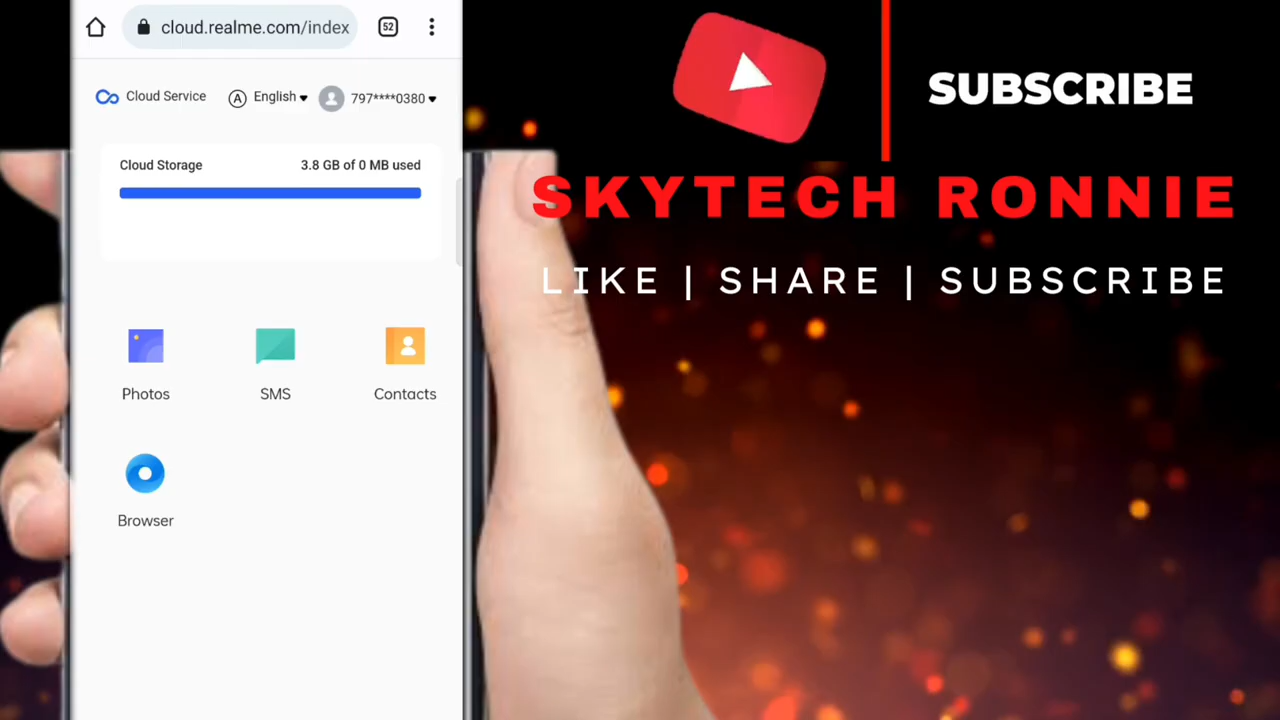 cloud.realme.com/index
52
Cloud Service
A
English
797****0380
Cloud Storage
3.8 GB of 0 MB used
Photos
SMS
Contacts
Browser
SUBSCRIBE
SKYTECH RONNIE
LIKE | SHARE | SUBSCRIBE